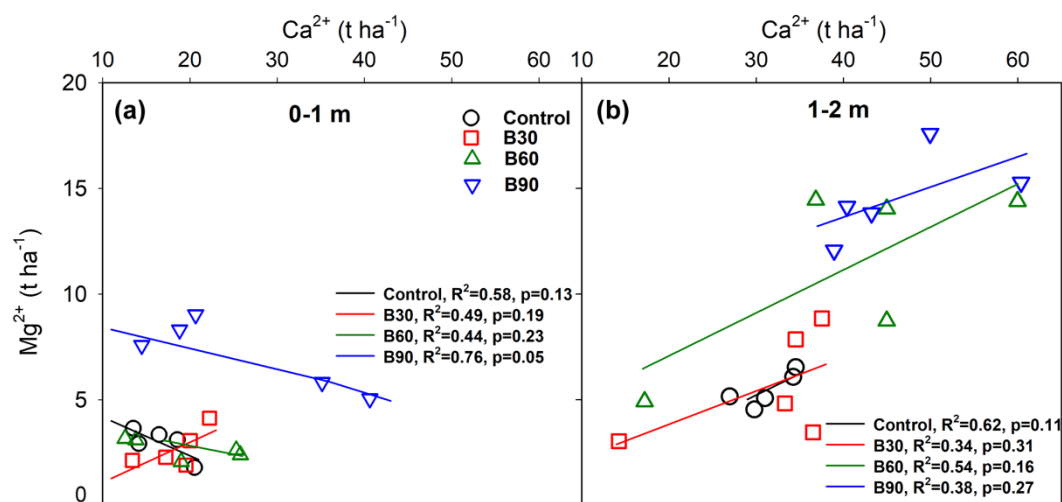 Ca²⁺ (t ha⁻¹) Ca²⁺ (t ha⁻¹)
10 20 30 40 50 10 20 30 40 50 60
20
15
10
5
0
Mg²⁺ (t ha⁻¹)
(a) 0-1 m
Control
B30
B60
B90
Control, R²=0.58, p=0.13
B30, R²=0.49, p=0.19
B60, R²=0.44, p=0.23
B90, R²=0.76, p=0.05
(b) 1-2 m
Control, R²=0.62, p=0.11
B30, R²=0.34, p=0.31
B60, R²=0.54, p=0.16
B90, R²=0.38, p=0.27